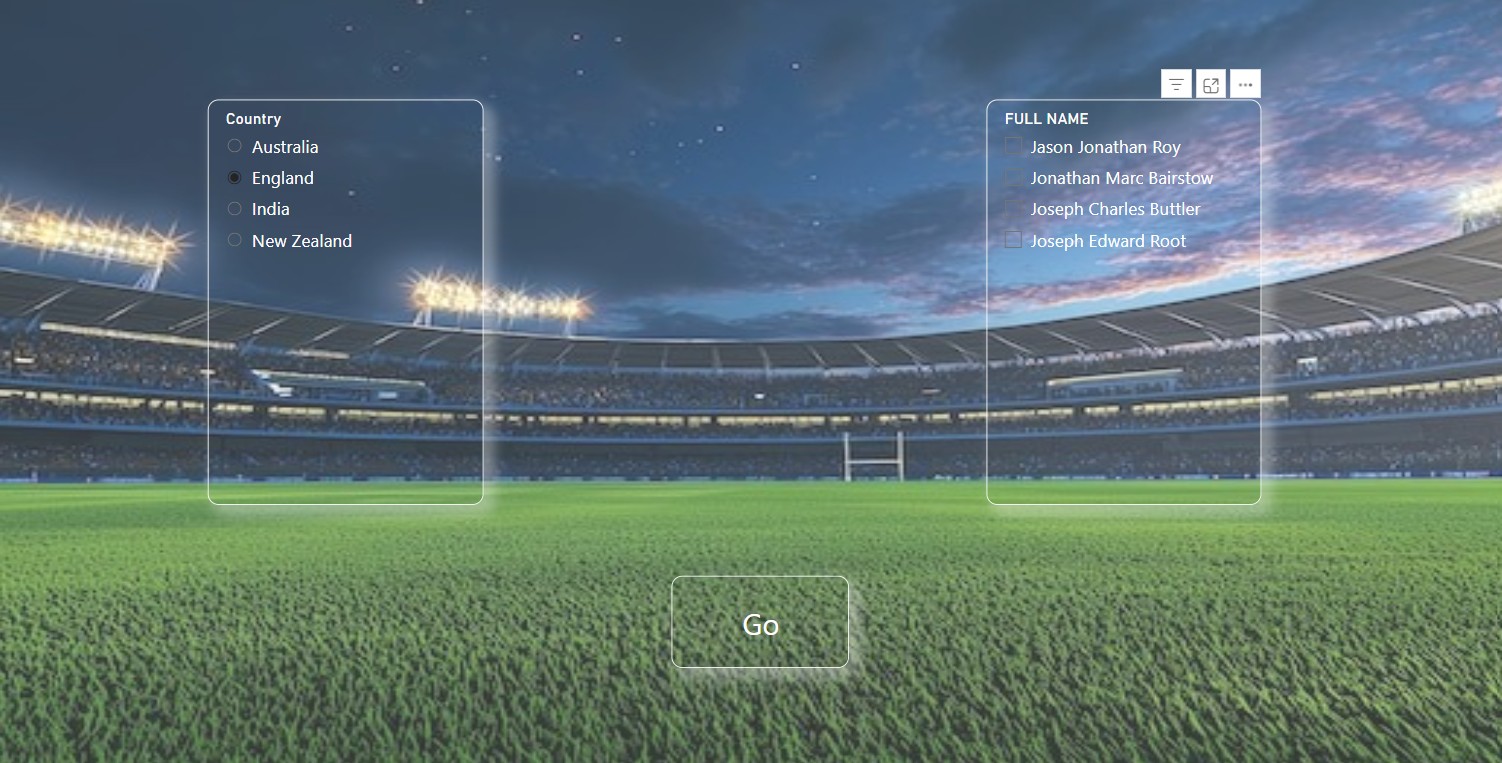 Country
Australia
England
India
New Zealand
FULL NAME
Jason Jonathan Roy
Jonathan Marc Bairstow
Joseph Charles Buttler
Joseph Edward Root
Go